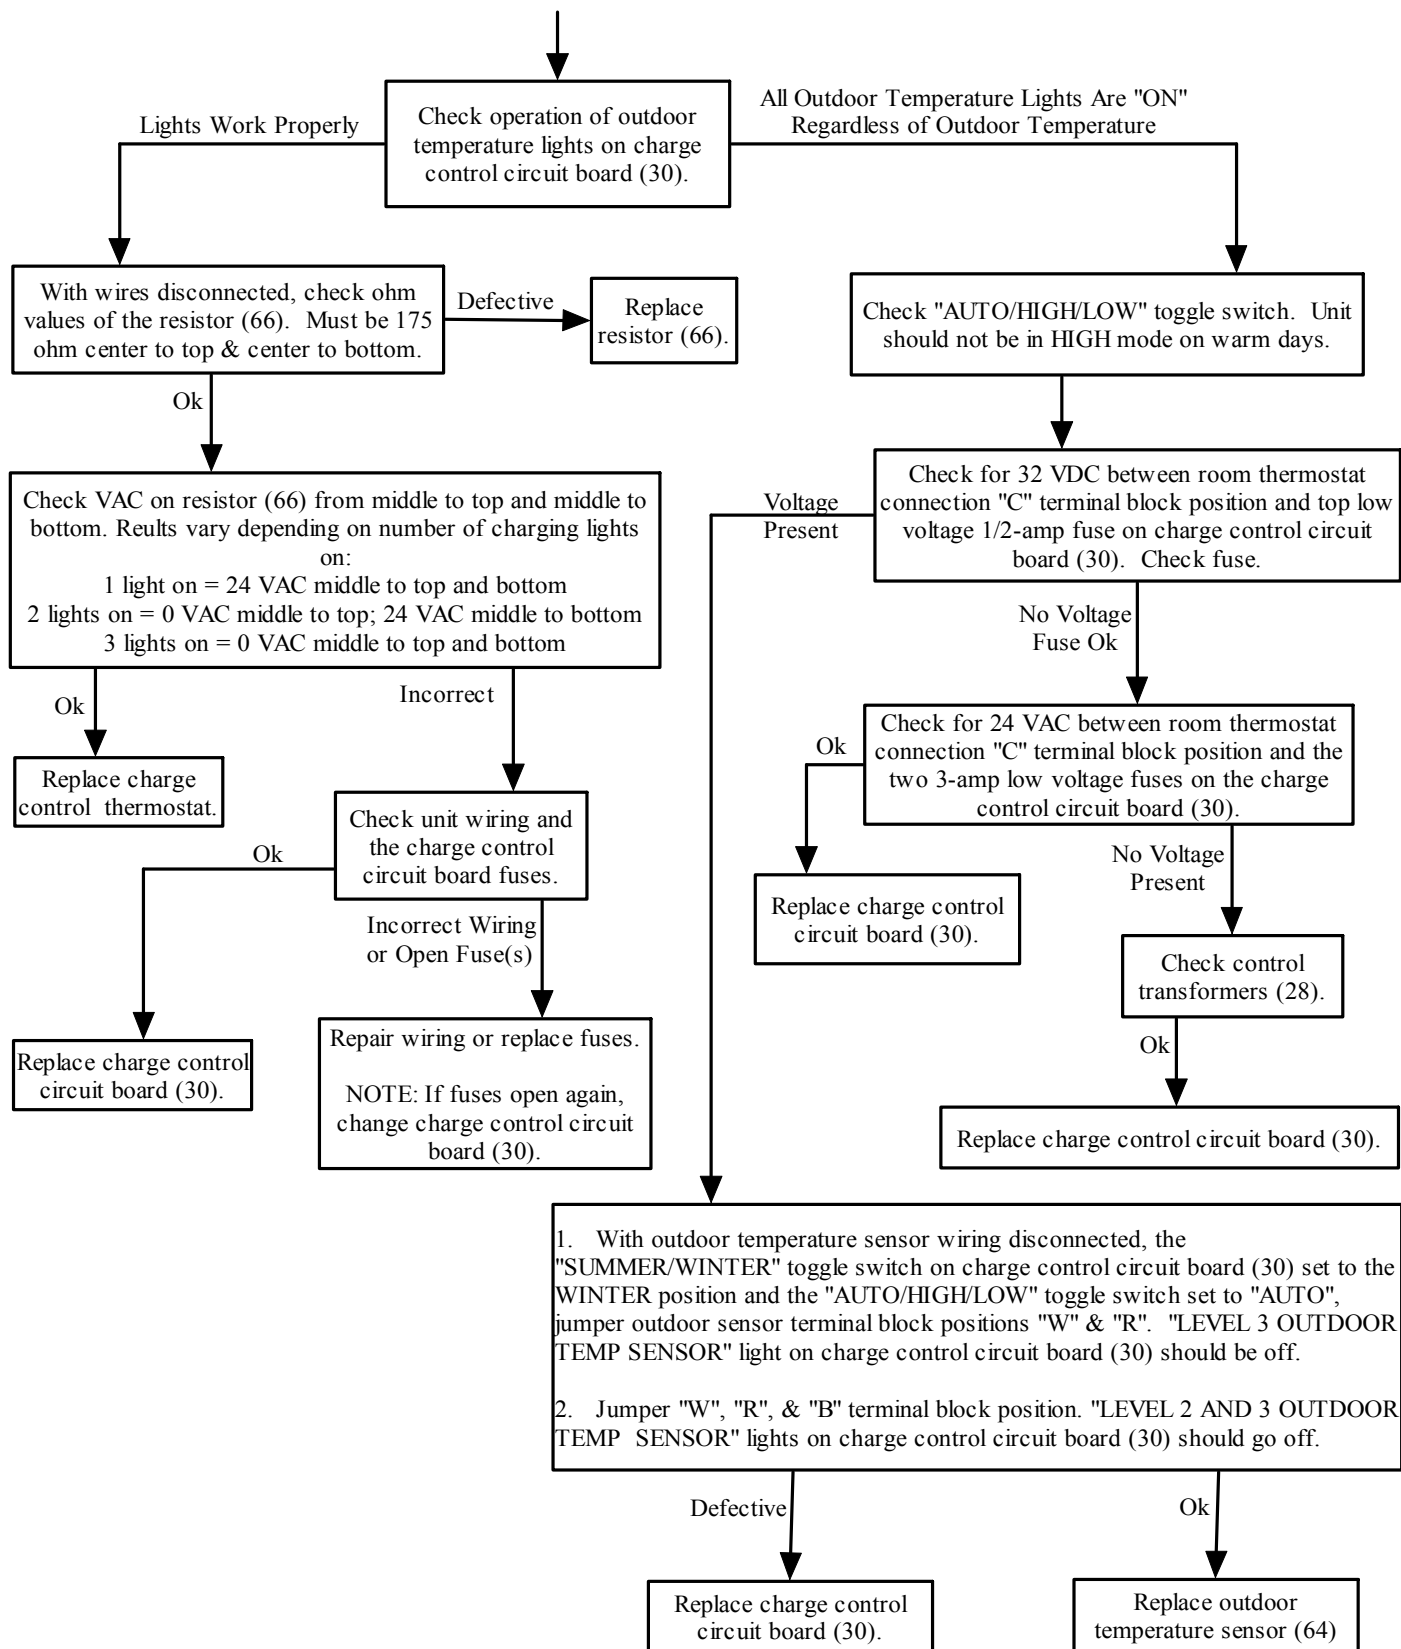 All Outdoor Temperature Lights Are "ON"
Regardless of Outdoor Temperature
Lights Work Properly
Check operation of outdoor
temperature lights on charge
control circuit board (30).
With wires disconnected, check ohm
values of the resistor (66).  Must be 175
ohm center to top & center to bottom.
Defective
Replace
resistor (66).
Check "AUTO/HIGH/LOW" toggle switch.  Unit
should not be in HIGH mode on warm days.
Ok
Check VAC on resistor (66) from middle to top and middle to
bottom. Reults vary depending on number of charging lights
on:
1 light on = 24 VAC middle to top and bottom
2 lights on = 0 VAC middle to top; 24 VAC middle to bottom
3 lights on = 0 VAC middle to top and bottom
Voltage
Present
Check for 32 VDC between room thermostat
connection "C" terminal block position and top low
voltage 1/2-amp fuse on charge control circuit
board (30).  Check fuse.
No Voltage
Fuse Ok
Ok
Incorrect
Ok
Check for 24 VAC between room thermostat
connection "C" terminal block position and the
two 3-amp low voltage fuses on the charge
control circuit board (30).
Replace charge
control  thermostat.
Check unit wiring and
the charge control
circuit board fuses.
Ok
No Voltage
Present
Replace charge control
circuit board (30).
Incorrect Wiring
or Open Fuse(s)
Check control
transformers (28).
Ok
Replace charge control
circuit board (30).
Repair wiring or replace fuses.
NOTE: If fuses open again,
change charge control circuit
board (30).
Replace charge control circuit board (30).
1.   With outdoor temperature sensor wiring disconnected, the
"SUMMER/WINTER" toggle switch on charge control circuit board (30) set to the
WINTER position and the "AUTO/HIGH/LOW" toggle switch set to "AUTO",
jumper outdoor sensor terminal block positions "W" & "R".  "LEVEL 3 OUTDOOR
TEMP SENSOR" light on charge control circuit board (30) should be off.
2.   Jumper "W", "R", & "B" terminal block position. "LEVEL 2 AND 3 OUTDOOR
TEMP  SENSOR" lights on charge control circuit board (30) should go off.
Defective
Ok
Replace charge control
circuit board (30).
Replace outdoor
temperature sensor (64)